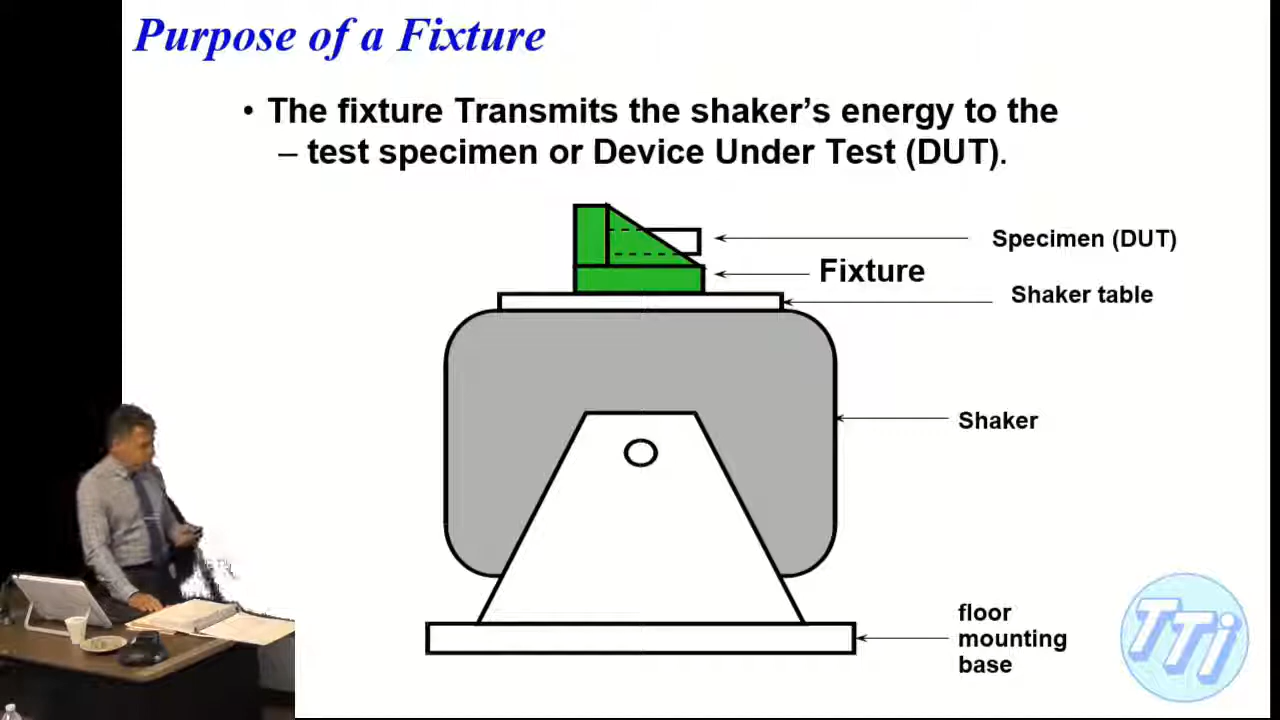 Purpose of a Fixture
• The fixture Transmits the shaker’s energy to the
– test specimen or Device Under Test (DUT).
Specimen (DUT)
Fixture
Shaker table
Shaker
floor
mounting
base
TTi